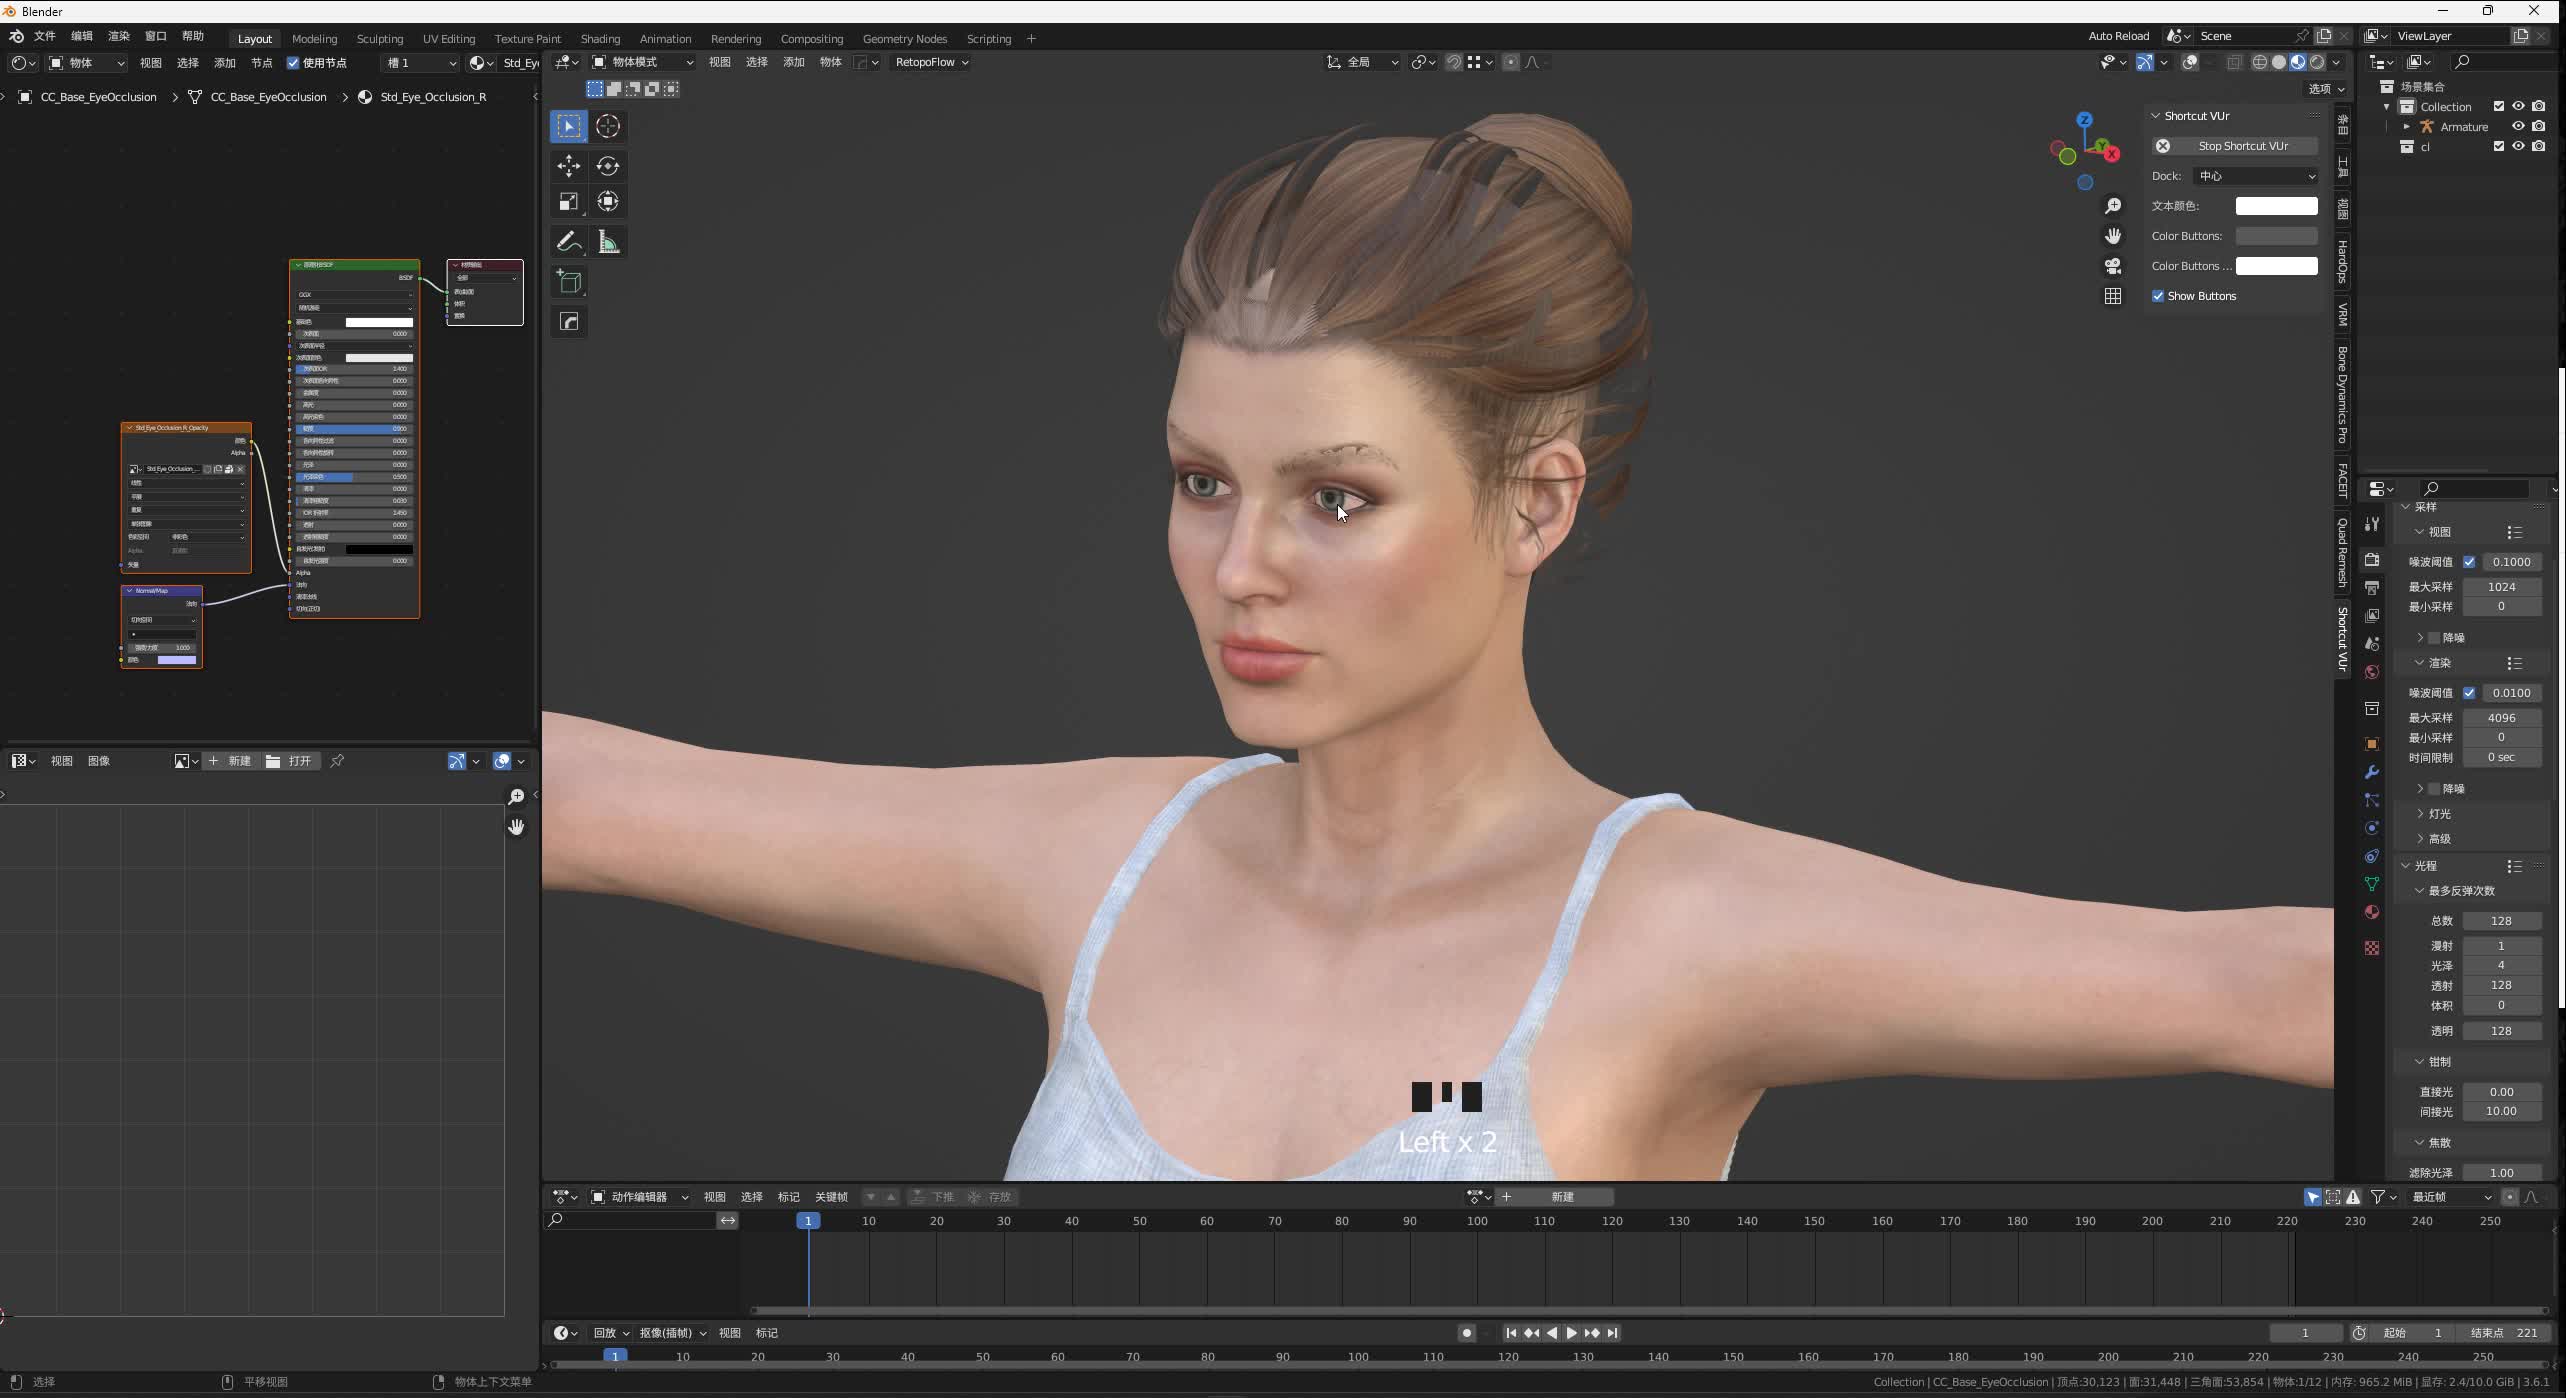 Blender
文件 编辑 渲染 窗口 帮助 Layout Modeling Sculpting UV Editing Texture Paint Shading Animation Rendering Compositing Geometry Nodes Scripting + Auto Reload Scene ViewLayer
物体 视图 选择 添加 节点 使用节点 槽 1 Std_Eye
物体模式 视图 选择 添加 物体 RetopoFlow 全局
CC_Base_EyeOcclusion > CC_Base_EyeOcclusion > Std_Eye_Occlusion_R
选项
Shortcut VUr
Stop Shortcut VUr
Dock: 中心
文本颜色:
Color Buttons:
Color Buttons ...
Show Buttons
Z
Y
X
条目
工具
视图
HardOps
VRM
Bone Dynamics Pro
FACEIT
Quad Remesh
Shortcut VUr
场景集合
Collection
Armature
cl
BSDF
GGX
Alpha
Std_Eye_Occlusion_R_Opacity
Alpha
Normal/Map
采样
视图
噪波阈值 0.1000
最大采样 1024
最小采样 0
降噪
渲染
噪波阈值 0.0100
最大采样 4096
最小采样 0
时间限制 0 sec
降噪
灯光
高级
光程
最多反弹次数
总数 128
漫射 1
光泽 4
透射 128
体积 0
透明 128
钳制
直接光 0.00
间接光 10.00
焦散
滤除光泽 1.00
视图 图像 + 新建 打开
Left x 2
动作编辑器 视图 选择 标记 关键帧 下推 存放 + 新建 最近帧
1 10 20 30 40 50 60 70 80 90 100 110 120 130 140 150 160 170 180 190 200 210 220 230 240 250
回放 抠像(插帧) 视图 标记 1 起始 1 结束点 221
1 10 20 30 40 50 60 70 80 90 100 110 120 130 140 150 160 170 180 190 200 210 220 230 240 250
选择 平移视图 物体上下文菜单
Collection | CC_Base_EyeOcclusion | 顶点:30,123 | 面:31,448 | 三角面:53,854 | 物体:1/12 | 内存: 965.2 MiB | 显存: 2.4/10.0 GiB | 3.6.1